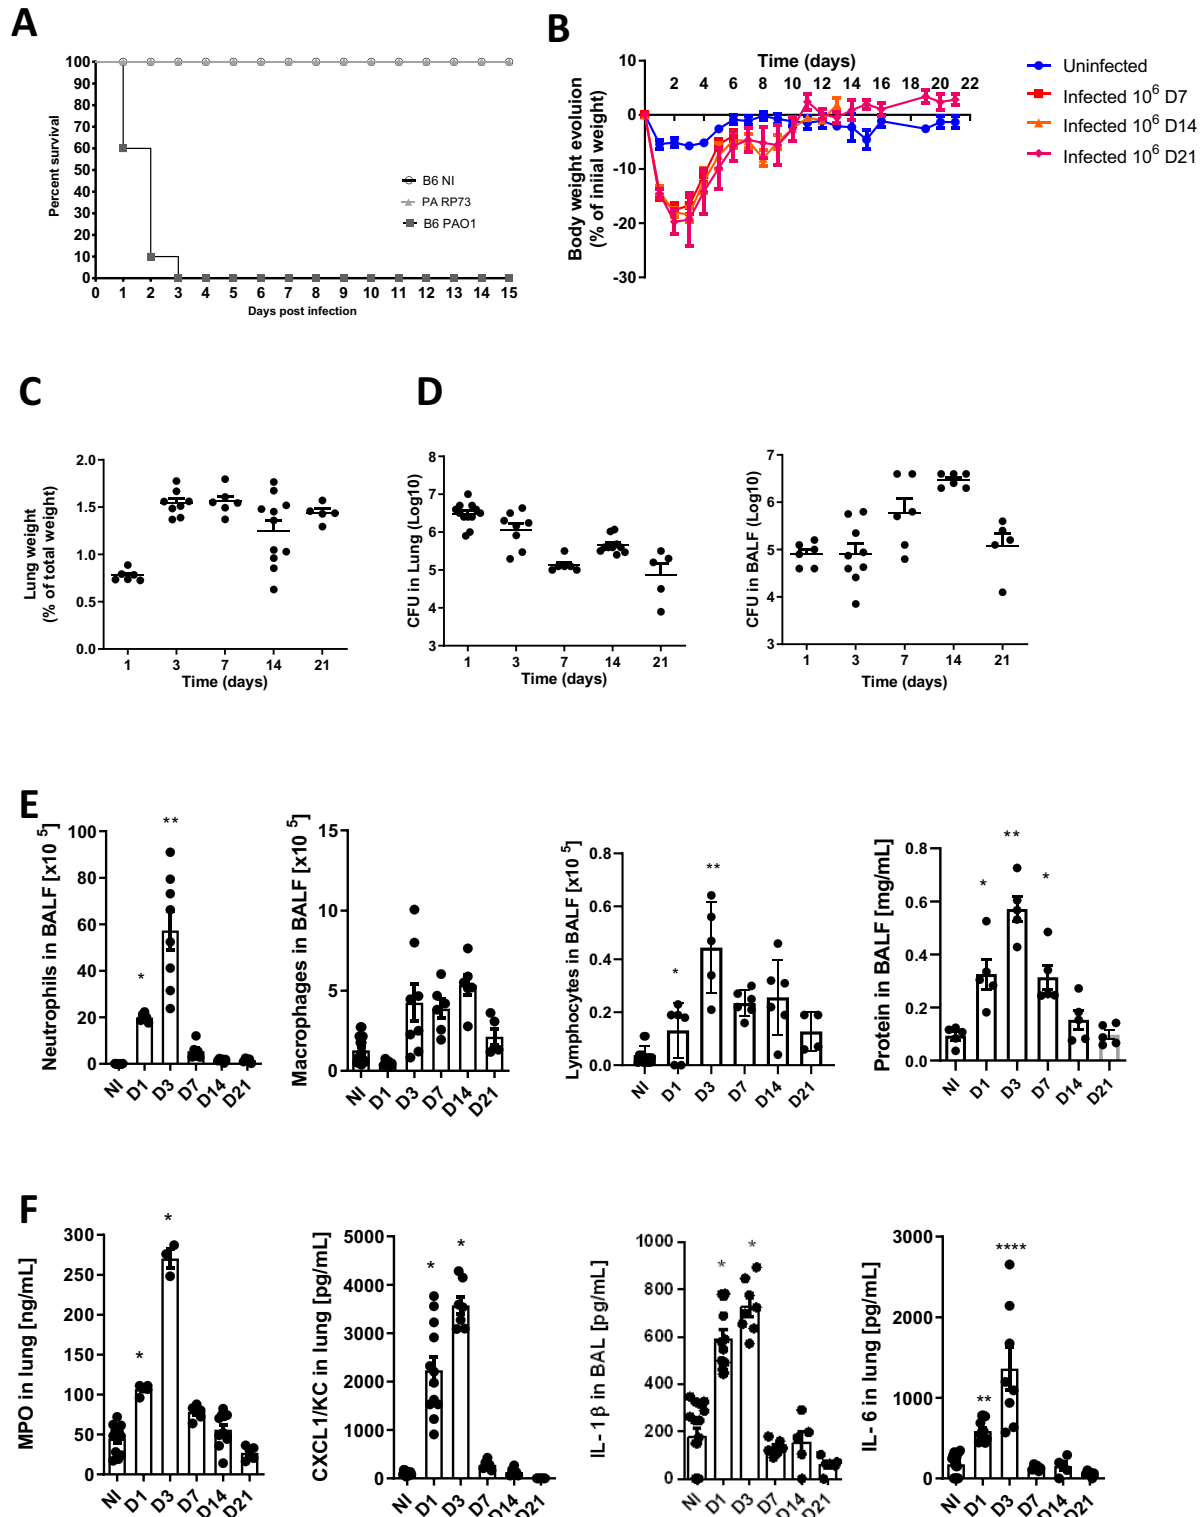 A
100
90
80
70
60
50
40
30
20
10
0
Percent survival
0 1 2 3 4 5 6 7 8 9 10 11 12 13 14 15
Days post infection
B6 NI
PA RP73
B6 PAO1
B
Time (days)
2 4 6 8 10 12 14 16 18 20 22
10
0
-10
-20
-30
Body weight evoluion
(% of iniial weight)
Uninfected
Infected 10⁶ D7
Infected 10⁶ D14
Infected 10⁶ D21
C
2.0
1.5
1.0
0.5
0.0
Lung weight
(% of total weight)
1 3 7 14 21
Time (days)
D
8
7
6
5
4
3
CFU in Lung (Log10)
1 3 7 14 21
Time (days)
7
6
5
4
3
CFU in BALF (Log10)
1 3 7 14 21
Time (days)
E
100
80
60
40
20
0
Neutrophils in BALF [x10 ⁵]
* **
NI D1 D3 D7 D14 D21
15
10
5
0
Macrophages in BALF [x10 ⁵]
NI D1 D3 D7 D14 D21
0.8
0.6
0.4
0.2
0.0
Lymphocytes in BALF [x10 ⁵]
* **
NI D1 D3 D7 D14 D21
0.8
0.6
0.4
0.2
0.0
Protein in BALF [mg/mL]
* ** *
NI D1 D3 D7 D14 D21
F
300
250
200
150
100
50
0
MPO in lung [ng/mL]
* *
NI D1 D3 D7 D14 D21
5000
4000
3000
2000
1000
0
CXCL1/KC in lung [pg/mL]
* *
NI D1 D3 D7 D14 D21
1000
800
600
400
200
0
IL-1β in BAL [pg/mL]
* *
NI D1 D3 D7 D14 D21
3000
2000
1000
0
IL-6 in lung [pg/mL]
** ****
NI D1 D3 D7 D14 D21